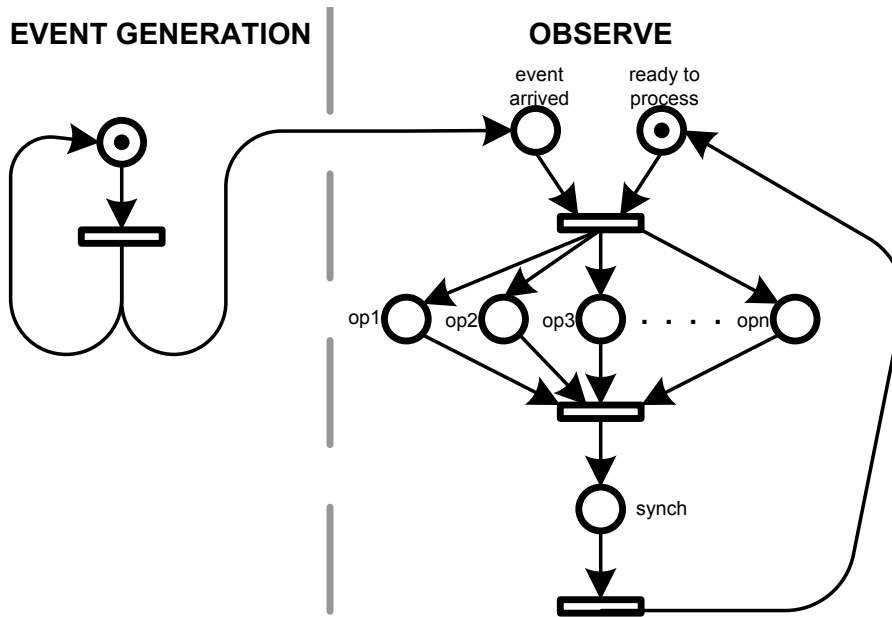 EVENT GENERATION
OBSERVE
event
arrived
ready to
process
op1
op2
op3
. . . .
opn
synch